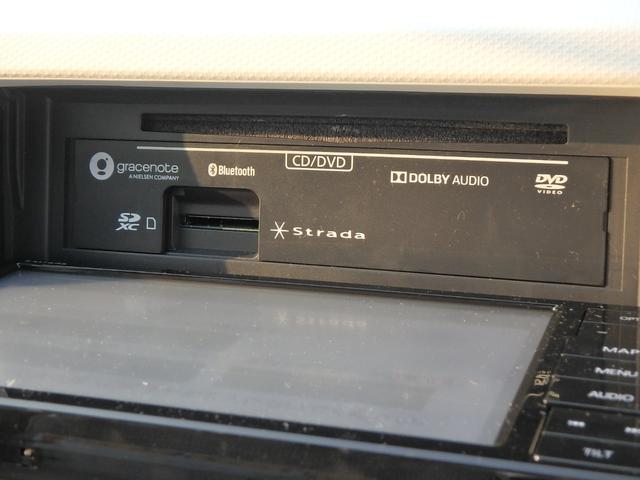 gracenote
A NIELSEN COMPANY
Bluetooth
CD/DVD
DOLBY AUDIO
DVD
VIDEO
SD
XC
Strada
MAP
MENU
AUDIO
TILT